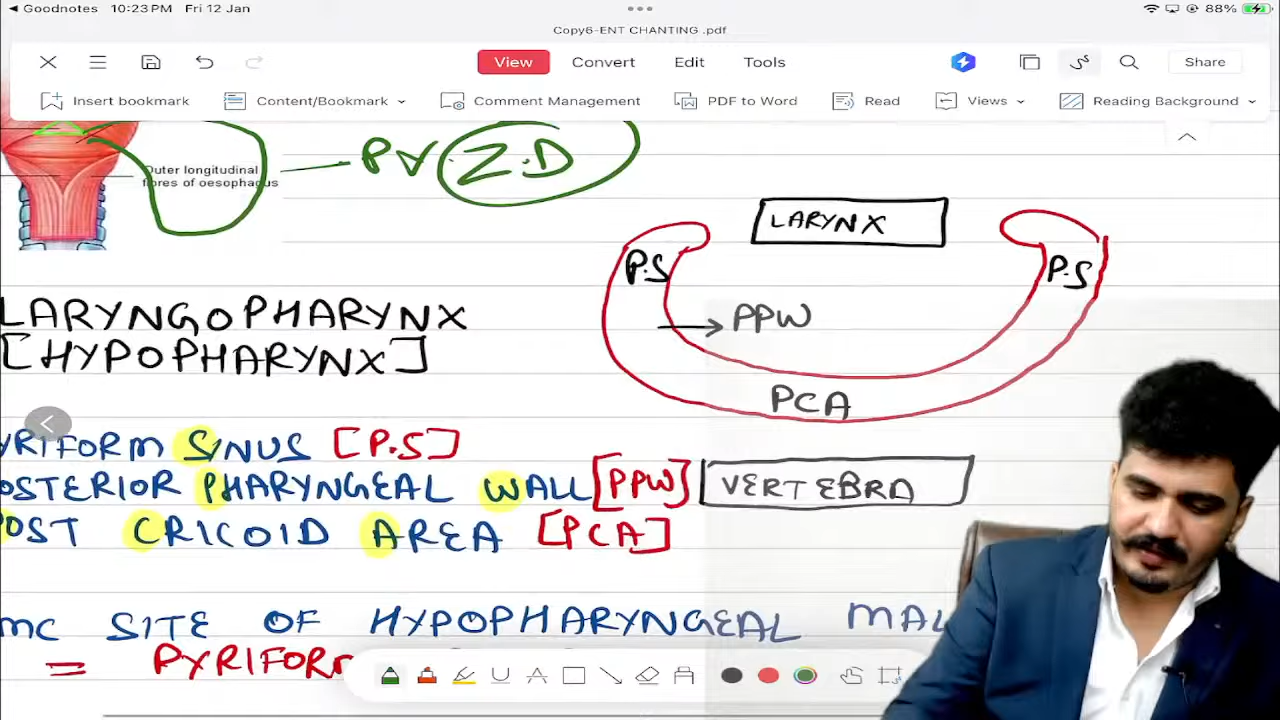 Goodnotes 10:23 PM Fri 12 Jan 88%
Copy6-ENT CHANTING .pdf
View Convert Edit Tools Share
Insert bookmark Content/Bookmark Comment Management PDF to Word Read Views Reading Background
Outer longitudinal
fibres of oesophagus
Z.D
LARYNX
P.S P.S
PPW
PCA
LARYNGOPHARYNX
[HYPOPHARYNX]
YRIFORM SINUS [P.S]
OSTERIOR PHARYNGEAL WALL [PPW]
VERTEBRA
POST CRICOID AREA [PCA]
MC SITE OF HYPOPHARYNGEAL MAL
= PYRIFORM